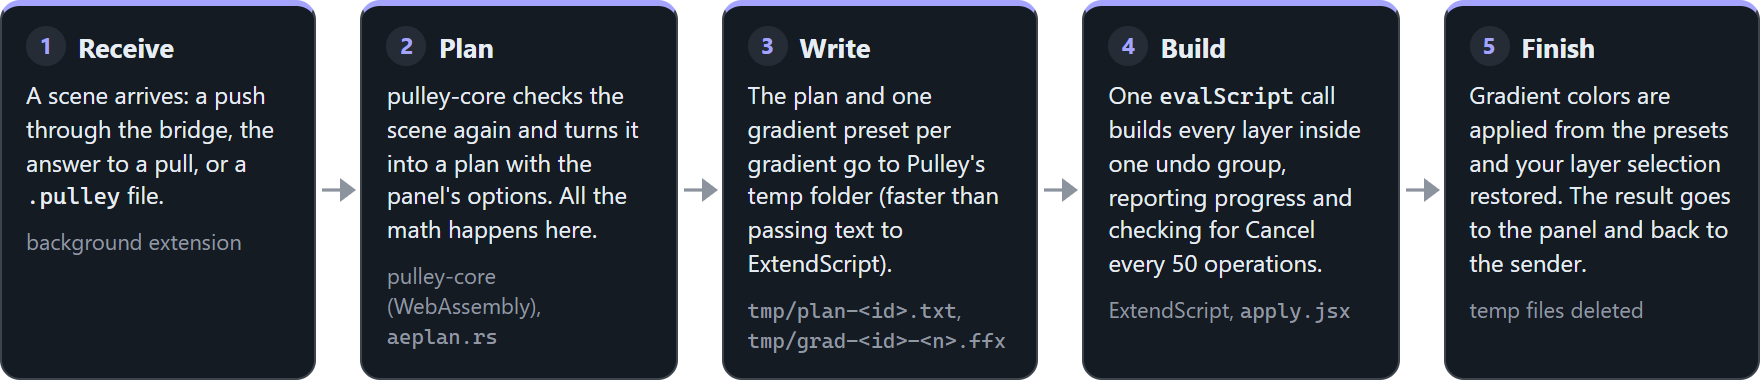 1 Receive
A scene arrives: a push
through the bridge, the
answer to a pull, or a
.pulley file.
background extension
2 Plan
pulley-core checks the
scene again and turns it
into a plan with the
panel's options. All the
math happens here.
pulley-core
(WebAssembly),
aeplan.rs
3 Write
The plan and one
gradient preset per
gradient go to Pulley's
temp folder (faster than
passing text to
ExtendScript).
tmp/plan-<id>.txt,
tmp/grad-<id>-<n>.ffx
4 Build
One evalScript call
builds every layer inside
one undo group,
reporting progress and
checking for Cancel
every 50 operations.
ExtendScript, apply.jsx
5 Finish
Gradient colors are
applied from the presets
and your layer selection
restored. The result goes
to the panel and back to
the sender.
temp files deleted